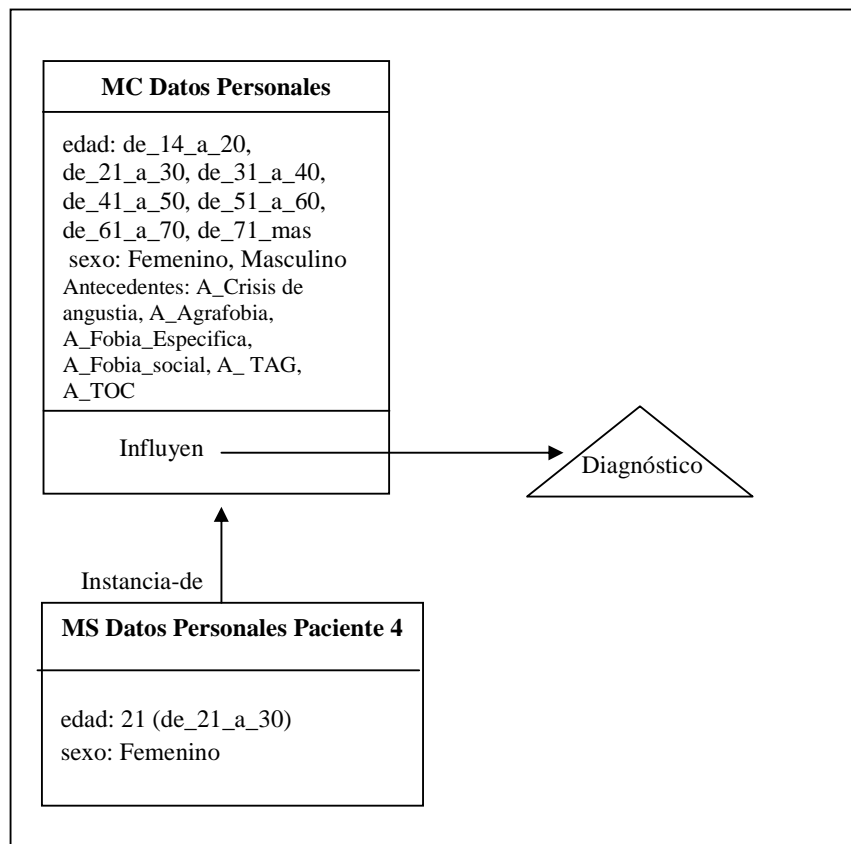 MC Datos Personales
edad: de_14_a_20,
de_21_a_30, de_31_a_40,
de_41_a_50, de_51_a_60,
de_61_a_70, de_71_mas
sexo: Femenino, Masculino
Antecedentes: A_Crisis de
angustia, A_Agrafobia,
A_Fobia_Especifica,
A_Fobia_social, A_ TAG,
A_TOC
Influyen
Diagnóstico
Instancia-de
MS Datos Personales Paciente 4
edad: 21 (de_21_a_30)
sexo: Femenino